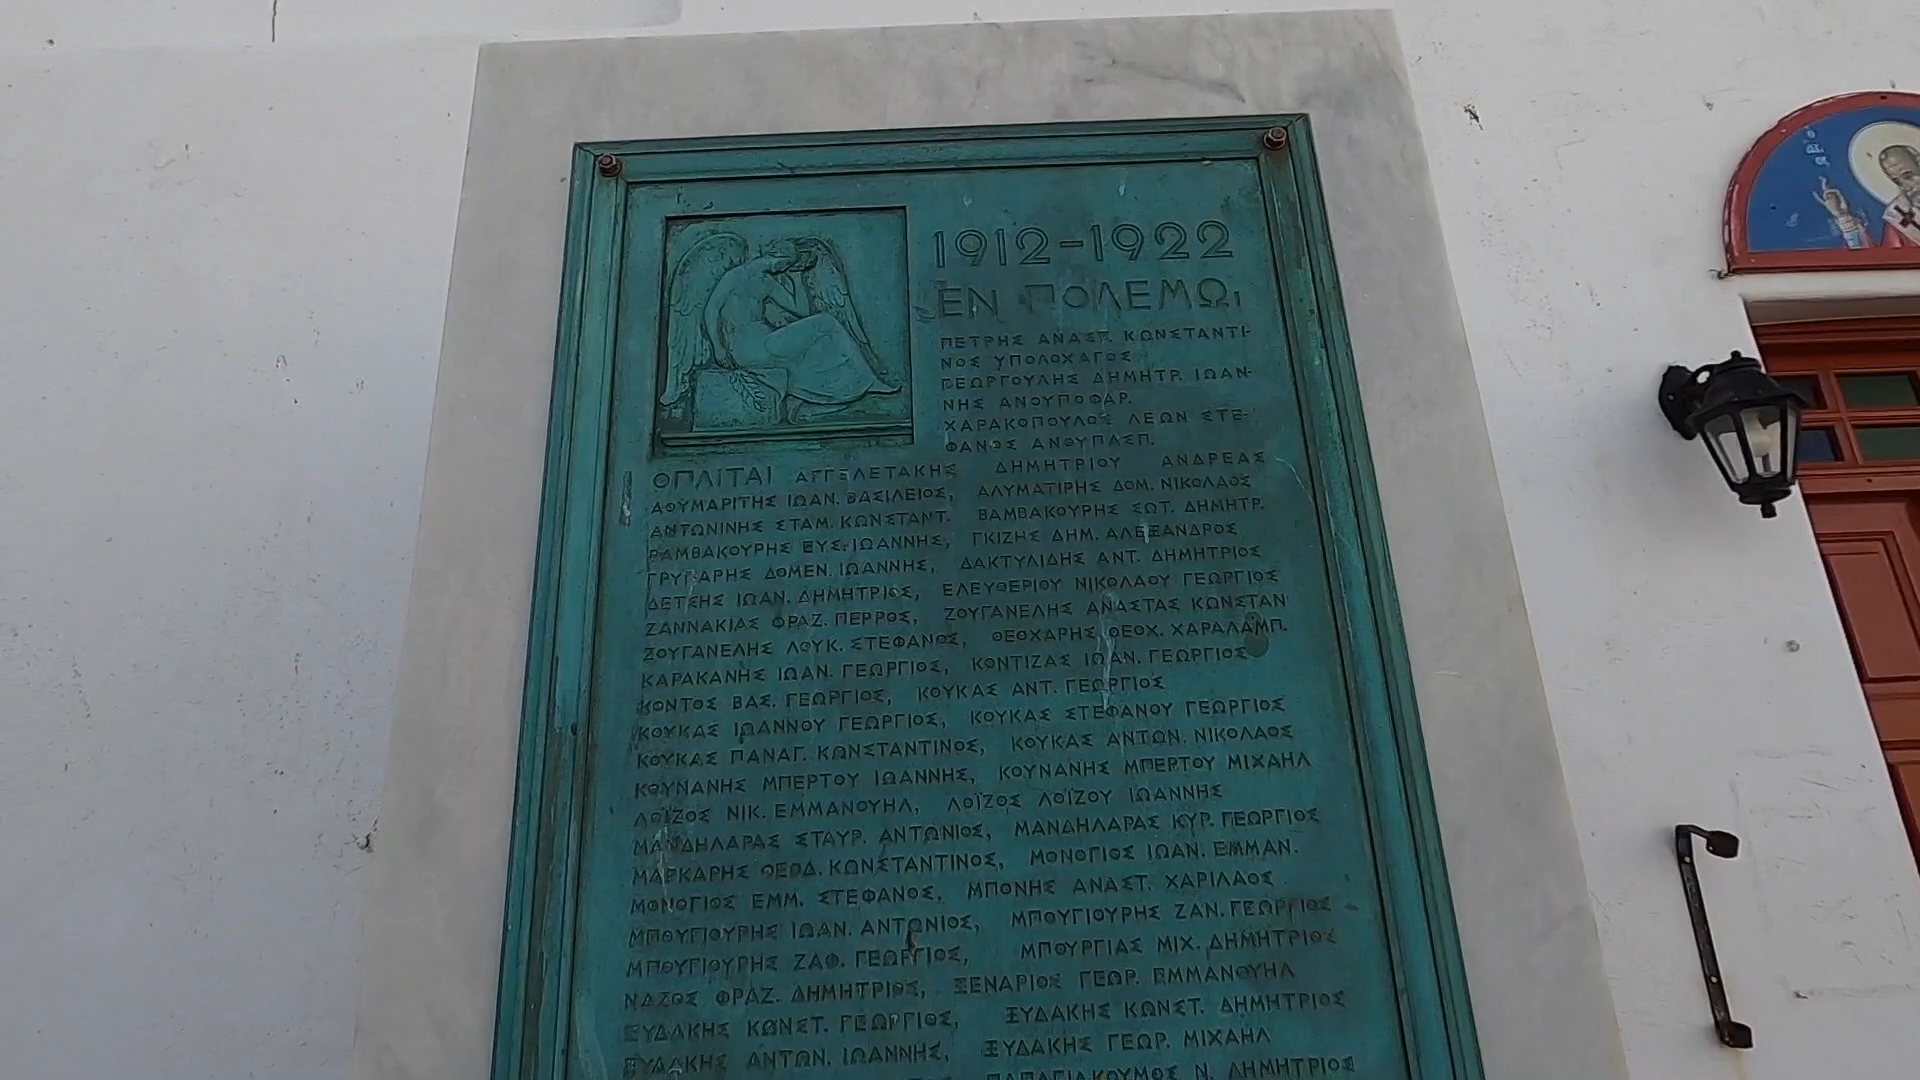 1912-1922
ΕΝ ΠΟΛΕΜΩι
ΠΕΤΡΗΣ ΑΝΑΣΤ. ΚΩΝΣΤΑΝΤΙ-
ΝΟΣ ΥΠΟΛΟΧΑΓΟΣ
ΓΕΩΡΓΟΥΛΗΣ ΔΗΜΗΤΡ. ΙΩΑΝ-
ΝΗΣ ΑΝΘΥΠΟΦΑΡ.
ΧΑΡΑΚΟΠΟΥΛΟΣ ΛΕΩΝ ΣΤΕ-
ΦΑΝΟΣ ΑΝΘΥΠΑΣΠ.
ΟΠΛΙΤΑΙ ΑΓΓΕΛΕΤΑΚΗΣ ΔΗΜΗΤΡΙΟΥ ΑΝΔΡΕΑΣ
ΑΘΥΜΑΡΙΤΗΣ ΙΩΑΝ. ΒΑΣΙΛΕΙΟΣ, ΑΛΥΜΑΤΙΡΗΣ ΔΟΜ. ΝΙΚΟΛΑΟΣ
ΑΝΤΩΝΙΝΗΣ ΣΤΑΜ. ΚΩΝΣΤΑΝΤ. ΒΑΜΒΑΚΟΥΡΗΣ ΣΩΤ. ΔΗΜΗΤΡ.
ΒΑΜΒΑΚΟΥΡΗΣ ΕΥΣ. ΙΩΑΝΝΗΣ, ΓΚΙΖΗΣ ΔΗΜ. ΑΛΕΞΑΝΔΡΟΣ
ΓΡΥΠΑΡΗΣ ΔΟΜΕΝ. ΙΩΑΝΝΗΣ, ΔΑΚΤΥΛΙΔΗΣ ΑΝΤ. ΔΗΜΗΤΡΙΟΣ
ΔΕΤΣΗΣ ΙΩΑΝ. ΔΗΜΗΤΡΙΟΣ, ΕΛΕΥΘΕΡΙΟΥ ΝΙΚΟΛΑΟΥ ΓΕΩΡΓΙΟΣ
ΖΑΝΝΑΚΙΑΣ ΦΡΑΖ. ΠΕΡΡΟΣ, ΖΟΥΓΑΝΕΛΗΣ ΑΝΑΣΤΑΣ ΚΩΝΣΤΑΝ
ΖΟΥΓΑΝΕΛΗΣ ΛΟΥΚ. ΣΤΕΦΑΝΟΣ, ΘΕΟΧΑΡΗΣ ΘΕΟΧ. ΧΑΡΑΛΑΜΠ.
ΚΑΡΑΚΑΝΗΣ ΙΩΑΝ. ΓΕΩΡΓΙΟΣ, ΚΟΝΤΙΖΑΣ ΙΩΑΝ. ΓΕΩΡΓΙΟΣ
ΚΟΝΤΟΣ ΒΑΣ. ΓΕΩΡΓΙΟΣ, ΚΟΥΚΑΣ ΑΝΤ. ΓΕΩΡΓΙΟΣ
ΚΟΥΚΑΣ ΙΩΑΝΝΟΥ ΓΕΩΡΓΙΟΣ, ΚΟΥΚΑΣ ΣΤΕΦΑΝΟΥ ΓΕΩΡΓΙΟΣ
ΚΟΥΚΑΣ ΠΑΝΑΓ. ΚΩΝΣΤΑΝΤΙΝΟΣ, ΚΟΥΚΑΣ ΑΝΤΩΝ. ΝΙΚΟΛΑΟΣ
ΚΟΥΝΑΝΗΣ ΜΠΕΡΤΟΥ ΙΩΑΝΝΗΣ, ΚΟΥΝΑΝΗΣ ΜΠΕΡΤΟΥ ΜΙΧΑΗΛ
ΛΟΪΖΟΣ ΝΙΚ. ΕΜΜΑΝΟΥΗΛ, ΛΟΪΖΟΣ ΛΟΪΖΟΥ ΙΩΑΝΝΗΣ
ΜΑΝΔΗΛΑΡΑΣ ΣΤΑΥΡ. ΑΝΤΩΝΙΟΣ, ΜΑΝΔΗΛΑΡΑΣ ΚΥΡ. ΓΕΩΡΓΙΟΣ
ΜΑΡΚΑΡΗΣ ΘΕΟΔ. ΚΩΝΣΤΑΝΤΙΝΟΣ, ΜΟΝΟΓΙΟΣ ΙΩΑΝ. ΕΜΜΑΝ.
ΜΟΝΟΓΙΟΣ ΕΜΜ. ΣΤΕΦΑΝΟΣ, ΜΠΟΝΗΣ ΑΝΑΣΤ. ΧΑΡΙΛΑΟΣ
ΜΠΟΥΓΙΟΥΡΗΣ ΙΩΑΝ. ΑΝΤΩΝΙΟΣ, ΜΠΟΥΓΙΟΥΡΗΣ ΖΑΝ. ΓΕΩΡΓΙΟΣ
ΜΠΟΥΓΙΟΥΡΗΣ ΖΑΦ. ΓΕΩΡΓΙΟΣ, ΜΠΟΥΡΓΙΑΣ ΜΙΧ. ΔΗΜΗΤΡΙΟΣ
ΝΑΖΟΣ ΦΡΑΖ. ΔΗΜΗΤΡΙΟΣ, ΞΕΝΑΡΙΟΣ ΓΕΩΡ. ΕΜΜΑΝΟΥΗΛ
ΞΥΔΑΚΗΣ ΚΩΝΣΤ. ΓΕΩΡΓΙΟΣ, ΞΥΔΑΚΗΣ ΚΩΝΣΤ. ΔΗΜΗΤΡΙΟΣ
ΞΥΔΑΚΗΣ ΑΝΤΩΝ. ΙΩΑΝΝΗΣ, ΞΥΔΑΚΗΣ ΓΕΩΡ. ΜΙΧΑΗΛ
ΠΑΠΑΓΙΑΚΟΥΜΟΣ Ν. ΔΗΜΗΤΡΙΟΣ